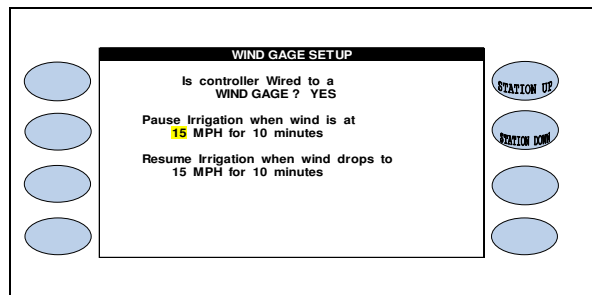 WIND GAGE SETUP
Is controller Wired to a
WIND GAGE ? YES
Pause Irrigation when wind is at
15 MPH for 10 minutes
Resume Irrigation when wind drops to
15 MPH for 10 minutes
STATION UP
STATION DOWN